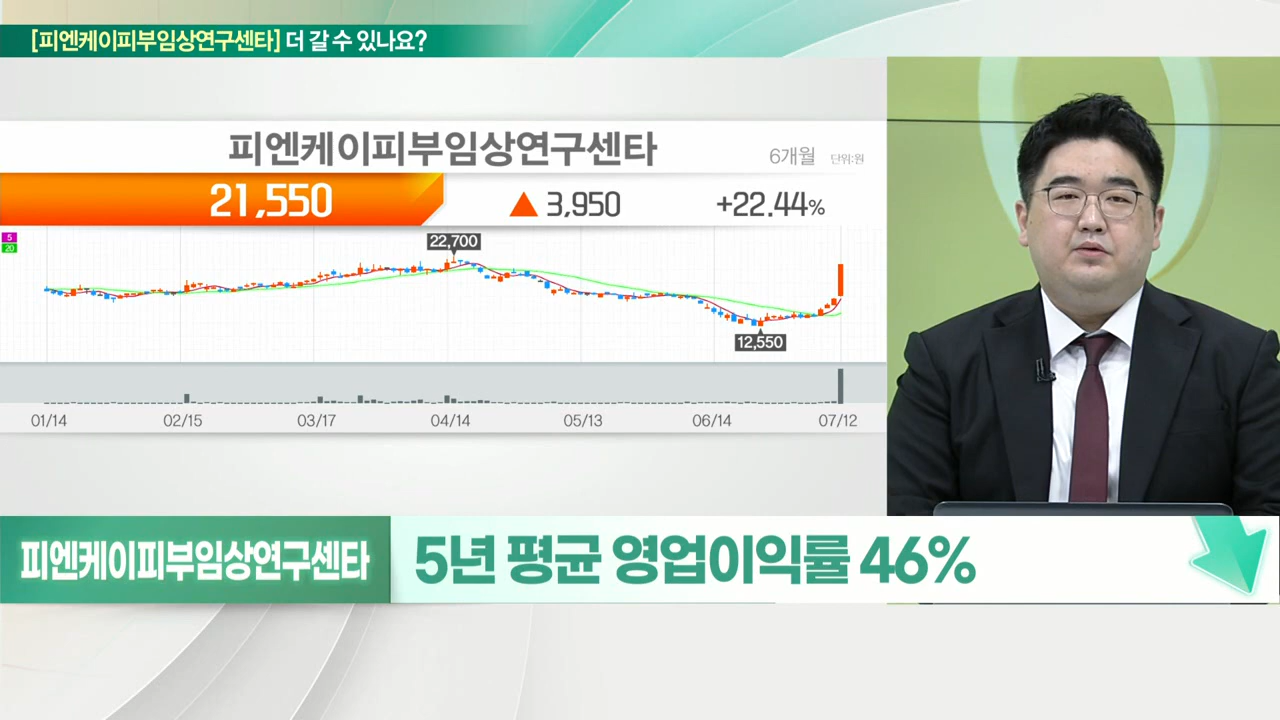 [피엔케이피부임상연구센타] 더 갈 수 있나요?
피엔케이피부임상연구센타
6개월 단위:원
21,550 ▲ 3,950 +22.44%
5
20
22,700
12,550
01/14 02/15 03/17 04/14 05/13 06/14 07/12
피엔케이피부임상연구센타
5년 평균 영업이익률 46%